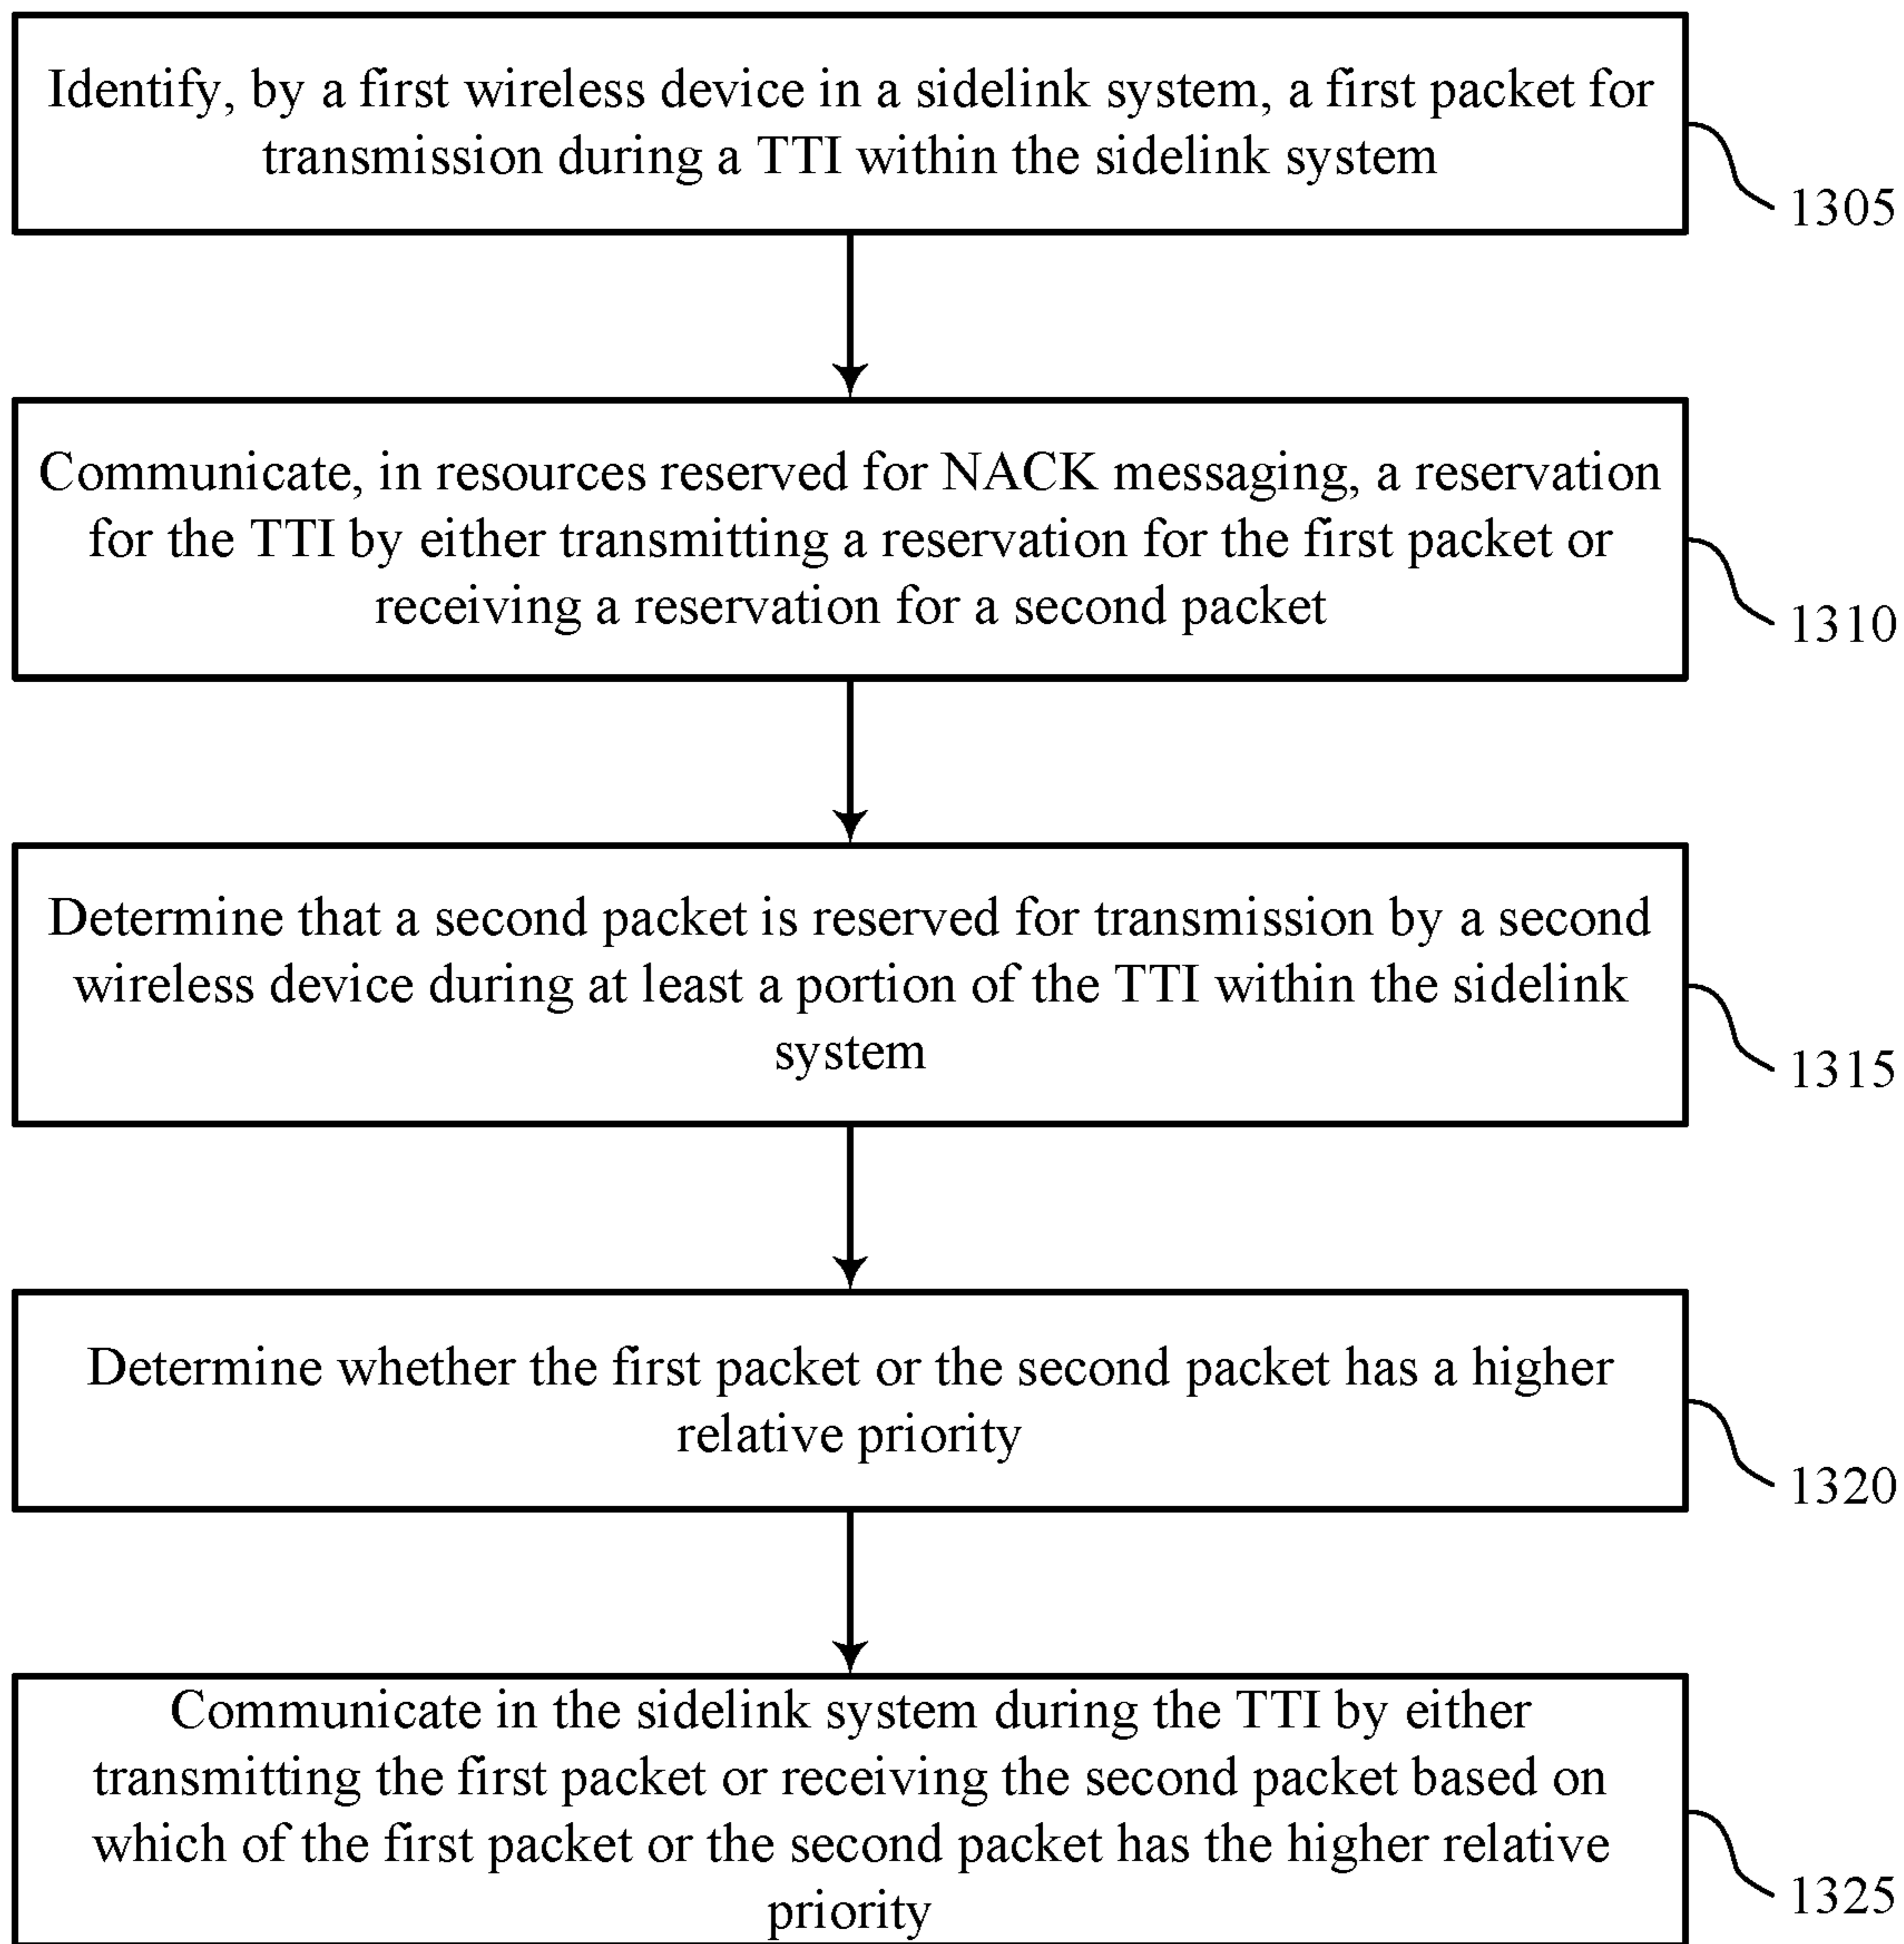 Identify, by a first wireless device in a sidelink system, a first packet for
transmission during a TTI within the sidelink system
1305
Communicate, in resources reserved for NACK messaging, a reservation
for the TTI by either transmitting a reservation for the first packet or
receiving a reservation for a second packet
1310
Determine that a second packet is reserved for transmission by a second
wireless device during at least a portion of the TTI within the sidelink
system
1315
Determine whether the first packet or the second packet has a higher
relative priority
1320
Communicate in the sidelink system during the TTI by either
transmitting the first packet or receiving the second packet based on
which of the first packet or the second packet has the higher relative
priority
1325